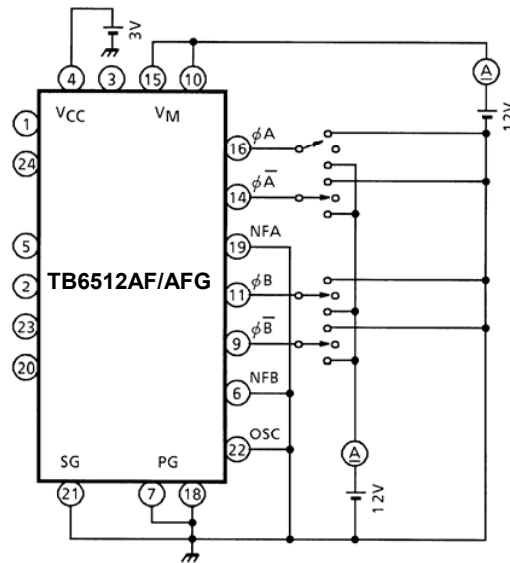 3V
4 3 15 10
A
VCC VM
12V
1
16 φA
24
14 φA̅
19 NFA
5
TB6512AF/AFG
2
11 φB
23
9 φB̅
20
6 NFB
22 OSC
A
SG PG
21 7 18
12V